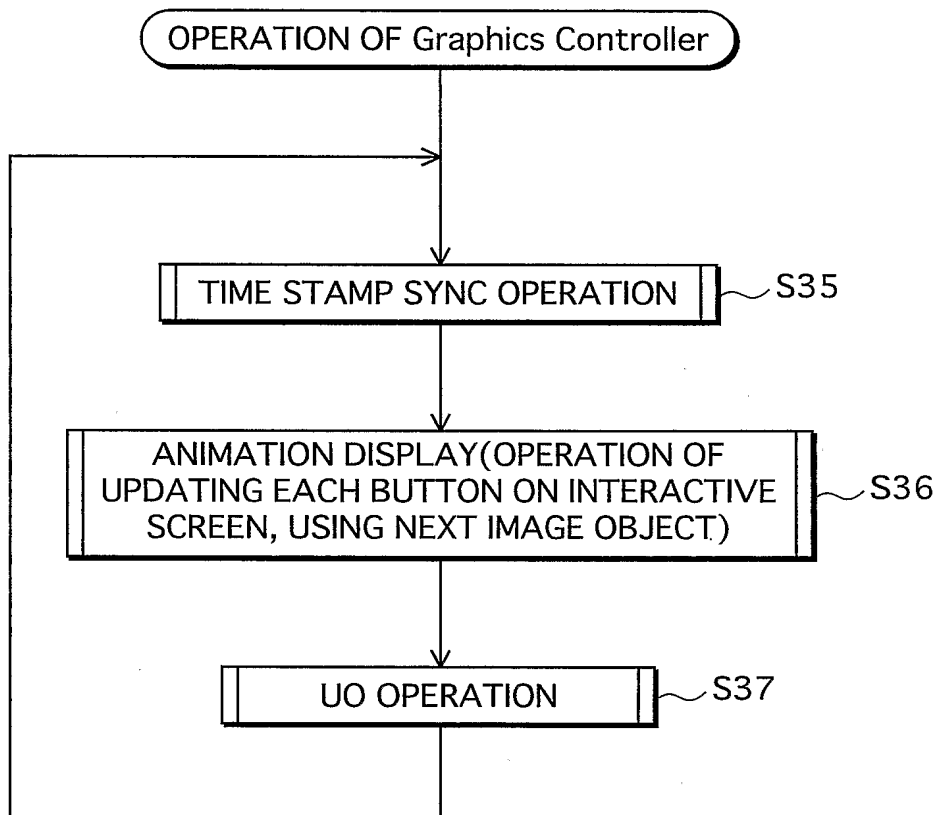 OPERATION OF Graphics Controller
TIME STAMP SYNC OPERATION
S35
ANIMATION DISPLAY(OPERATION OF
UPDATING EACH BUTTON ON INTERACTIVE
SCREEN, USING NEXT IMAGE OBJECT)
S36
UO OPERATION
S37